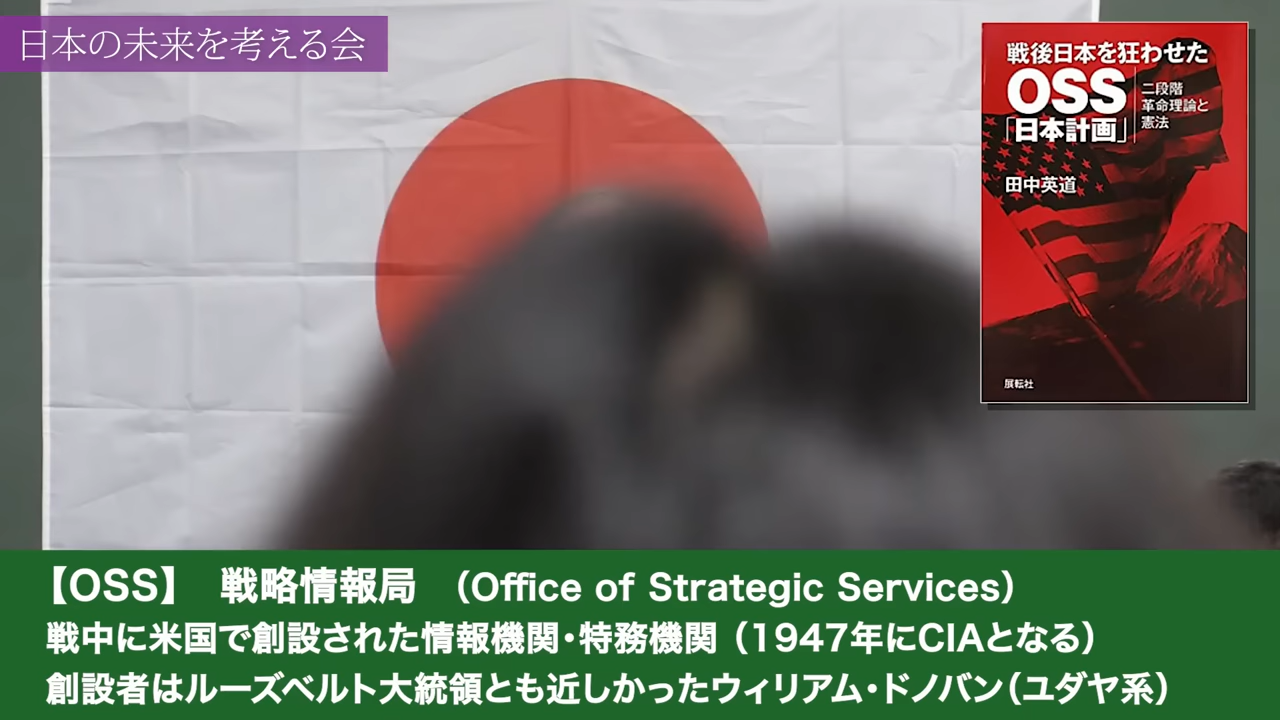 日本の未来を考える会
戦後日本を狂わせた
OSS
「日本計画」
二段階
革命理論と
憲法
田中英道
展転社
【OSS】 戦略情報局 （Office of Strategic Services）
戦中に米国で創設された情報機関・特務機関（1947年にCIAとなる）
創設者はルーズベルト大統領とも近しかったウィリアム・ドノバン（ユダヤ系）